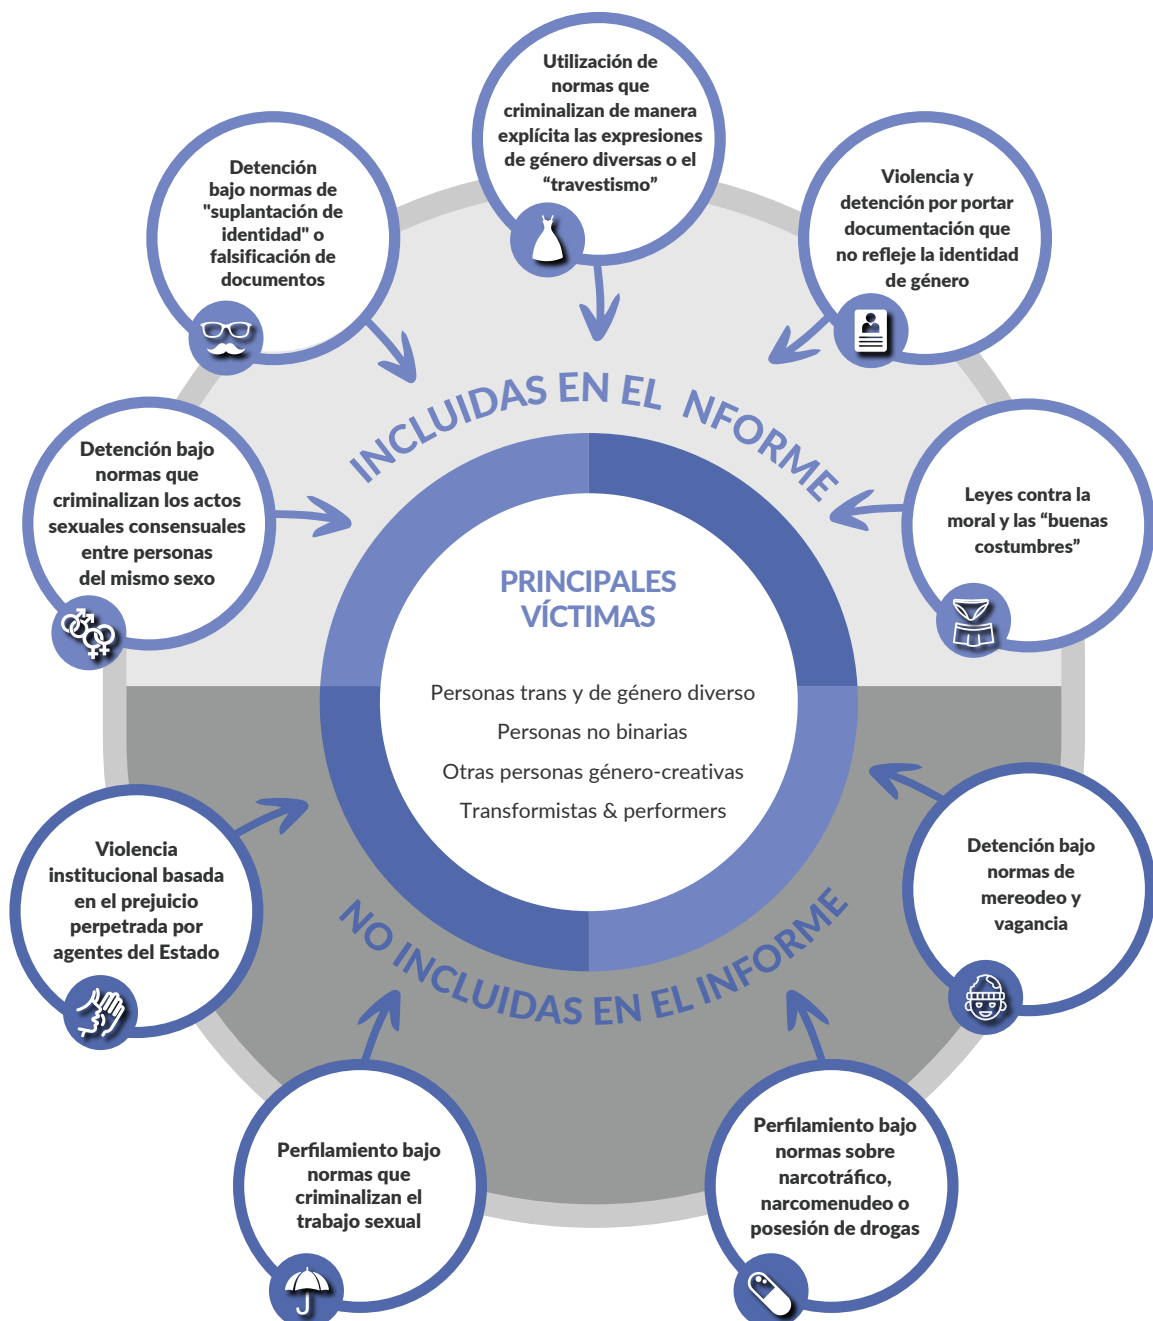 Utilización de
normas que
criminalizan de manera
explícita las expresiones
de género diversas o el
“travestismo”
Detención
bajo normas de
"suplantación de
identidad" o
falsificación de
documentos
Violencia y
detención por portar
documentación que
no refleje la identidad
de género
INCLUIDAS EN EL NFORME
Detención bajo
normas que
criminalizan los actos
sexuales consensuales
entre personas
del mismo sexo
Leyes contra la
moral y las “buenas
costumbres”
PRINCIPALES
VÍCTIMAS
Personas trans y de género diverso
Personas no binarias
Otras personas género-creativas
Transformistas & performers
Violencia
institucional basada
en el prejuicio
perpetrada por
agentes del Estado
Detención bajo
normas de
mereodeo y
vagancia
NO INCLUIDAS EN EL INFORME
Perfilamiento bajo
normas que
criminalizan el
trabajo sexual
Perfilamiento bajo
normas sobre
narcotráfico,
narcomenudeo o
posesión de drogas